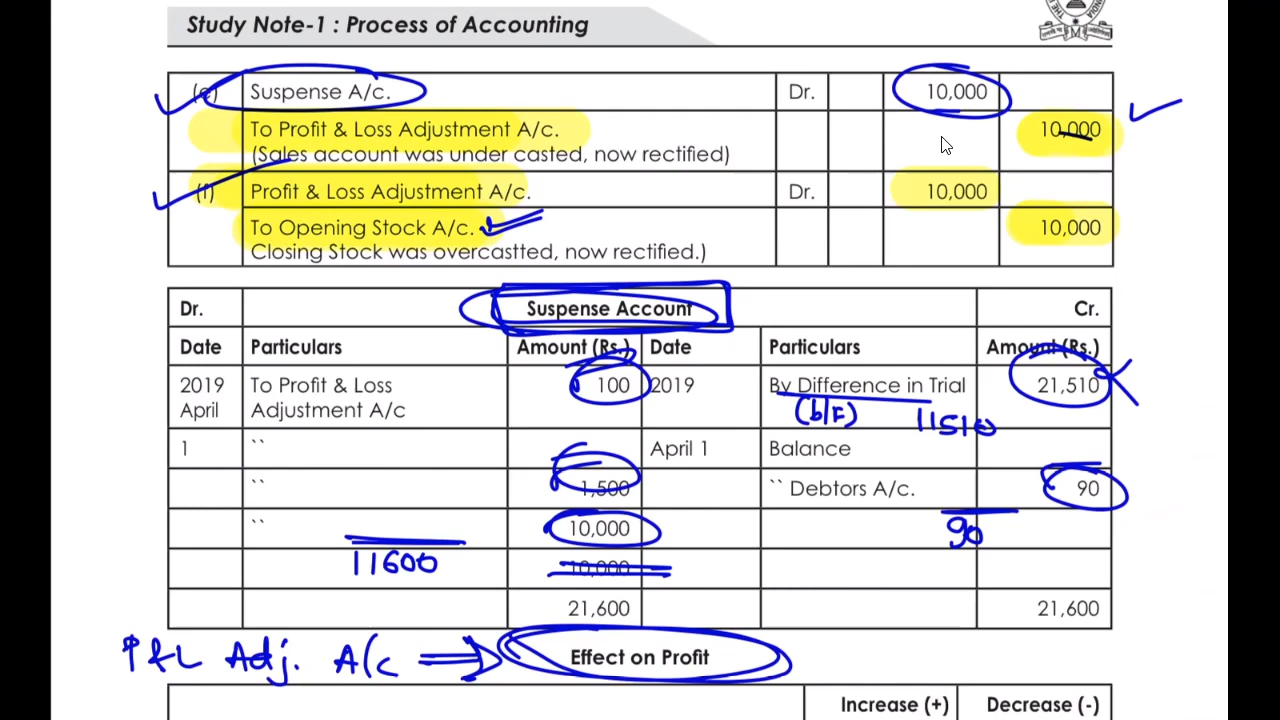 Study Note-1 : Process of Accounting
(e) Suspense A/c. Dr. 10,000
To Profit & Loss Adjustment A/c. 10,000
(Sales account was under casted, now rectified)
(f) Profit & Loss Adjustment A/c. Dr. 10,000
To Opening Stock A/c. 10,000
Closing Stock was overcastted, now rectified.)
Dr. Suspense Account Cr.
Date Particulars Amount (Rs.) Date Particulars Amount (Rs.)
2019 To Profit & Loss 100 2019 By Difference in Trial 21,510
April Adjustment A/c (b/F) 11510
1 `` April 1 Balance
`` 1,500 `` Debtors A/c. 90
`` 10,000 90
11600 10,000
21,600 21,600
P&L Adj. A/c ⇒ Effect on Profit
Increase (+) Decrease (-)